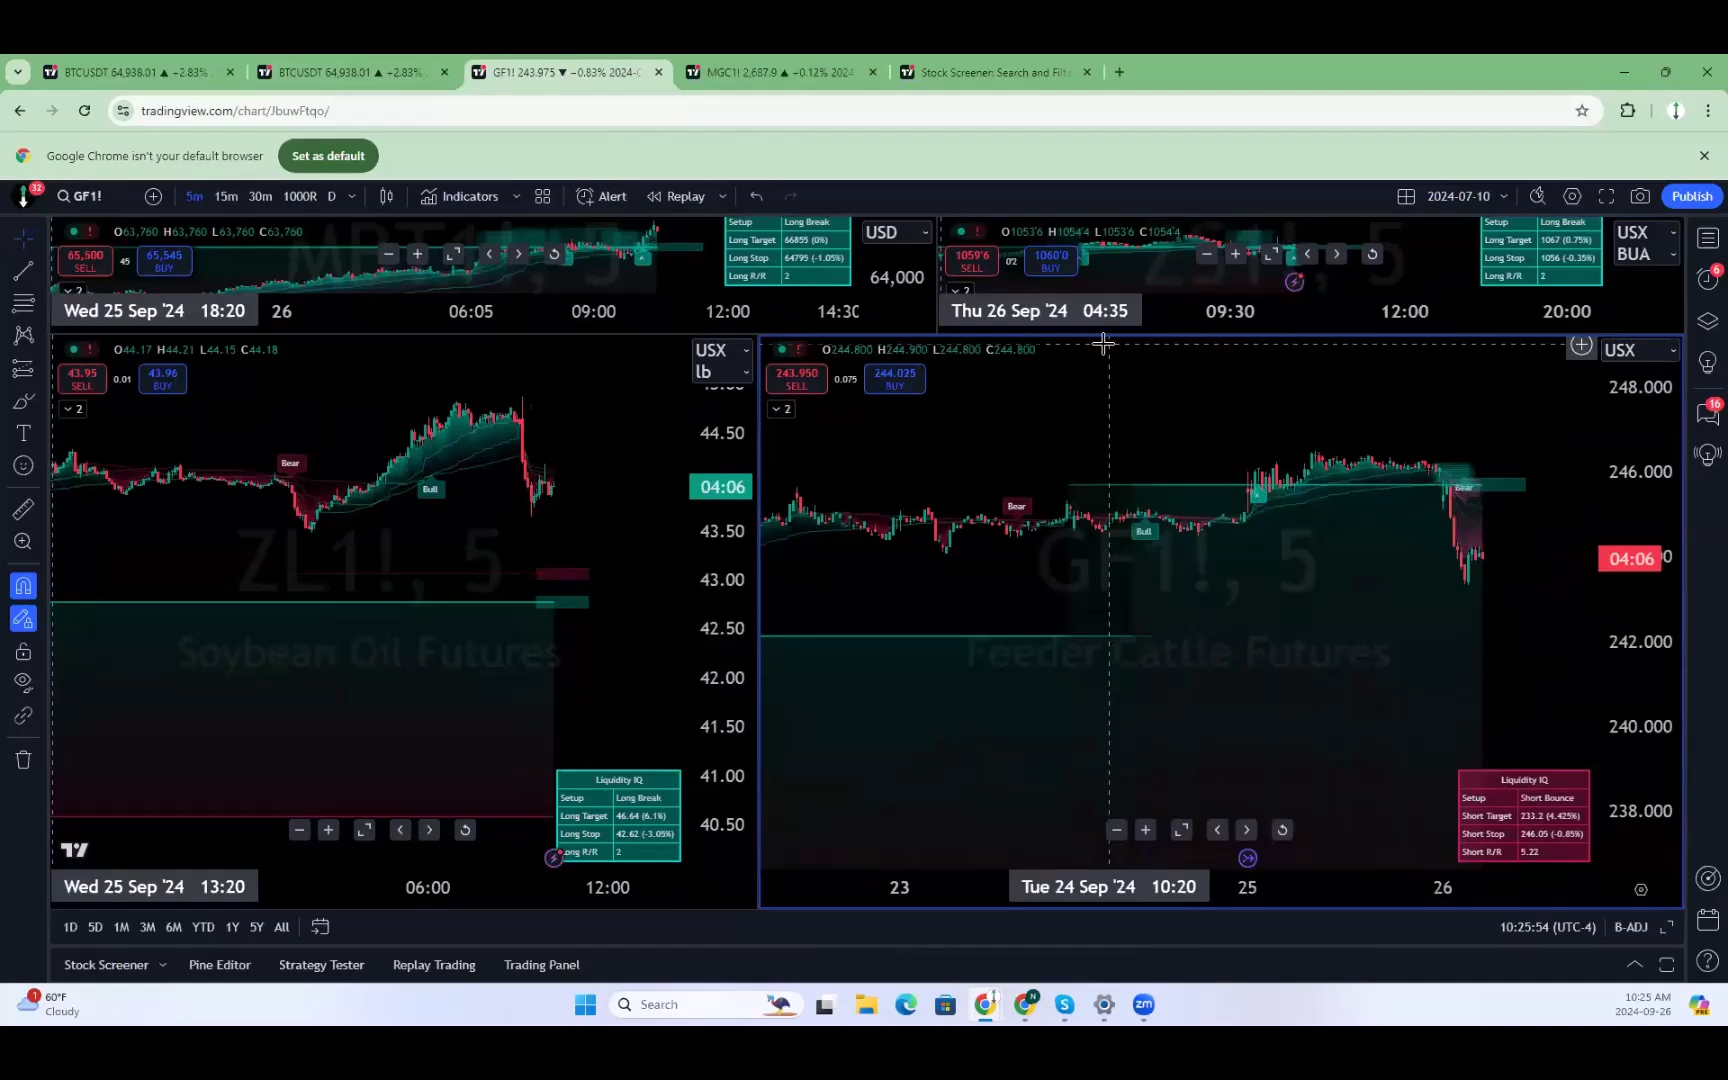 BTCUSDT 64,938.01 ▲ +2.83%
BTCUSDT 64,938.01 ▲ +2.83%
GF1! 243.975 ▼ −0.83% 2024-
MGC1! 2,687.9 ▲ −0.12% 2024
Stock Screener: Search and Filt
tradingview.com/chart/JbuwFtqo/
Google Chrome isn't your default browser
Set as default
32
GF1!
5m 15m 30m 1000R D
Indicators
Alert
Replay
2024-07-10
Publish
MBT1!, 5
O63,760 H63,760 L63,760 C63,760
65,500
SELL
45
65,545
BUY
2
Setup Long Break
Long Target 66855 (0%)
Long Stop 64795 (-1.05%)
Long R/R 2
USD
64,000
Wed 25 Sep '24 18:20
26 06:05 09:00 12:00 14:30
ZS1!, 5
O1053'6 H1054'4 L1053'6 C1054'4
1059'6
SELL
0'2
1060'0
BUY
2
Setup Long Break
Long Target 1067 (0.75%)
Long Stop 1056 (-0.35%)
Long R/R 2
USX
BUA
Thu 26 Sep '24 04:35
09:30 12:00 20:00
6
16
O44.17 H44.21 L44.15 C44.18
43.95
SELL
0.01
43.96
BUY
2
USX
lb
44.50
04:06
43.50
43.00
42.50
42.00
41.50
41.00
40.50
Bear
Bull
ZL1!, 5
Soybean Oil Futures
Liquidity IQ
Setup Long Break
Long Target 46.64 (6.1%)
Long Stop 42.62 (-3.05%)
Long R/R 2
Wed 25 Sep '24 13:20
06:00 12:00
O244.800 H244.900 L244.800 C244.800
243.950
SELL
0.075
244.025
BUY
2
USX
248.000
246.000
04:06
242.000
240.000
238.000
Bear
Bull
Bear
GF1!, 5
Feeder Cattle Futures
Liquidity IQ
Setup Short Bounce
Short Target 233.2 (4.425%)
Short Stop 246.05 (-0.85%)
Short R/R 5.22
23
Tue 24 Sep '24 10:20
25 26
1D 5D 1M 3M 6M YTD 1Y 5Y All
10:25:54 (UTC-4)
B-ADJ
Stock Screener
Pine Editor
Strategy Tester
Replay Trading
Trading Panel
1
60°F
Cloudy
Search
N
zm
10:25 AM
2024-09-26